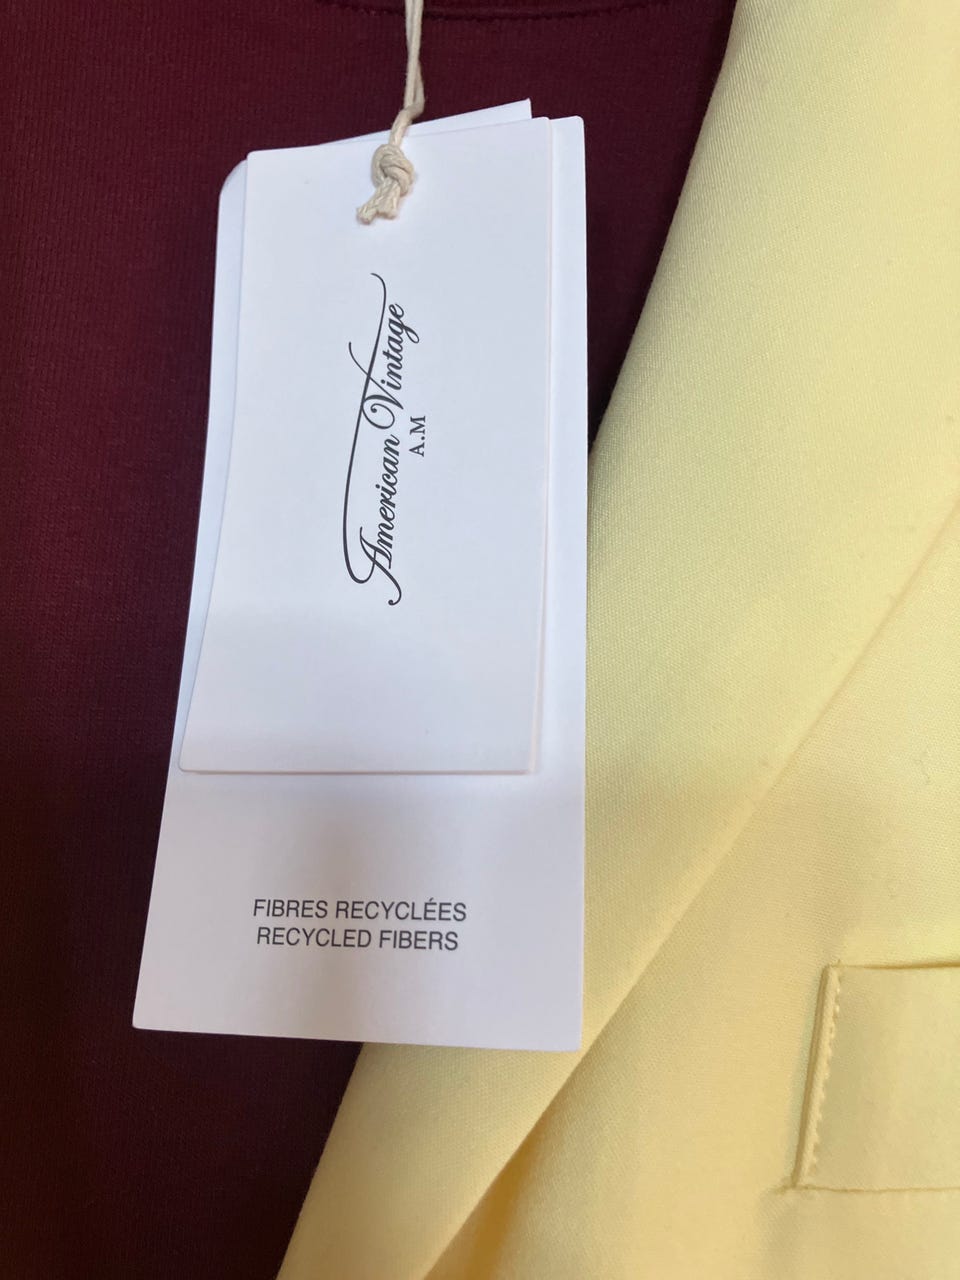 American Vintage
A.M
FIBRES RECYCLÉES
RECYCLED FIBERS